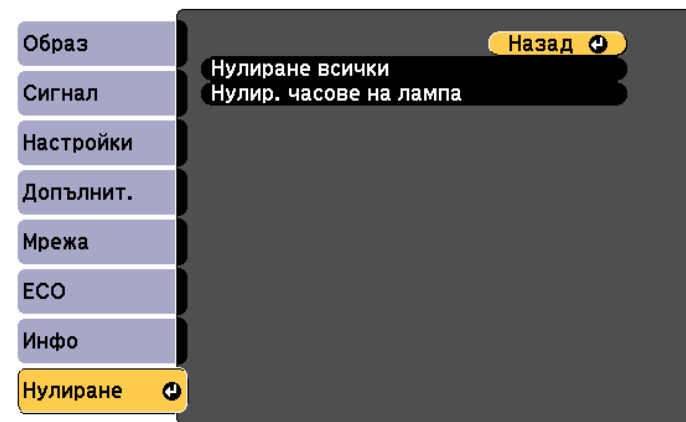 Образ
Сигнал
Настройки
Допълнит.
Мрежа
ECO
Инфо
Нулиране
Назад
Нулиране всички
Нулир. часове на лампа